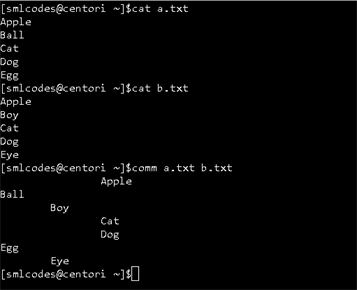 [smlcodes@centori ~]$cat a.txt
Apple
Ball
Cat
Dog
Egg
[smlcodes@centori ~]$cat b.txt
Apple
Boy
Cat
Dog
Eye
[smlcodes@centori ~]$comm a.txt b.txt
                Apple
Ball
        Boy
                Cat
                Dog
Egg
        Eye
[smlcodes@centori ~]$